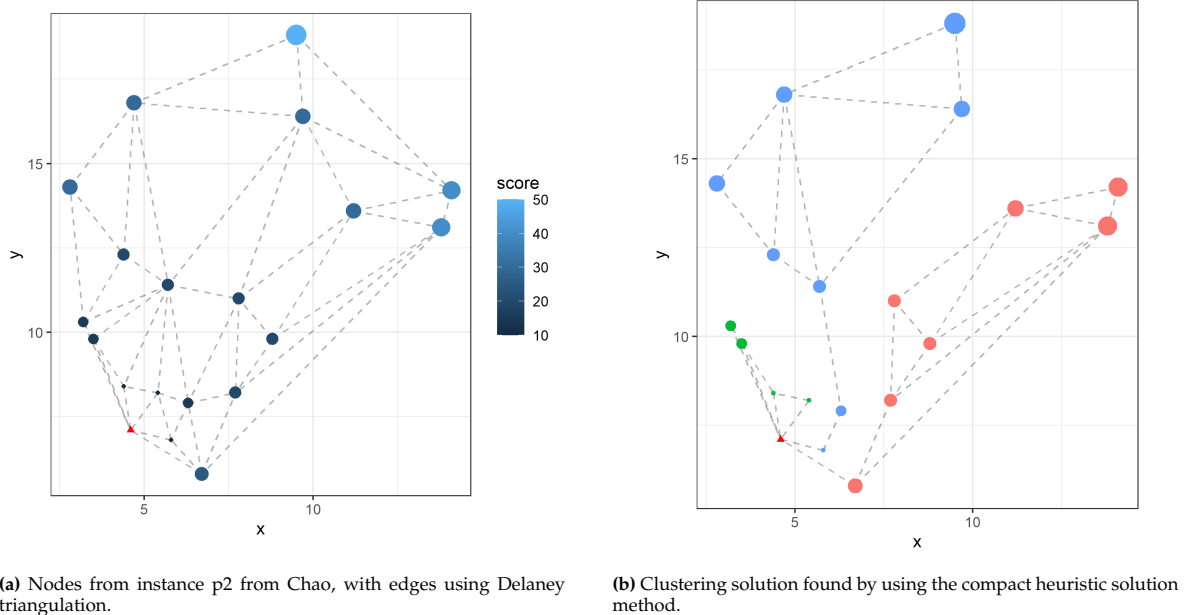 15
10
y
5
10
x
score
50
40
30
20
10
15
10
y
5
10
x
(a) Nodes from instance p2 from Chao, with edges using Delaney
triangulation.
(b) Clustering solution found by using the compact heuristic solution
method.